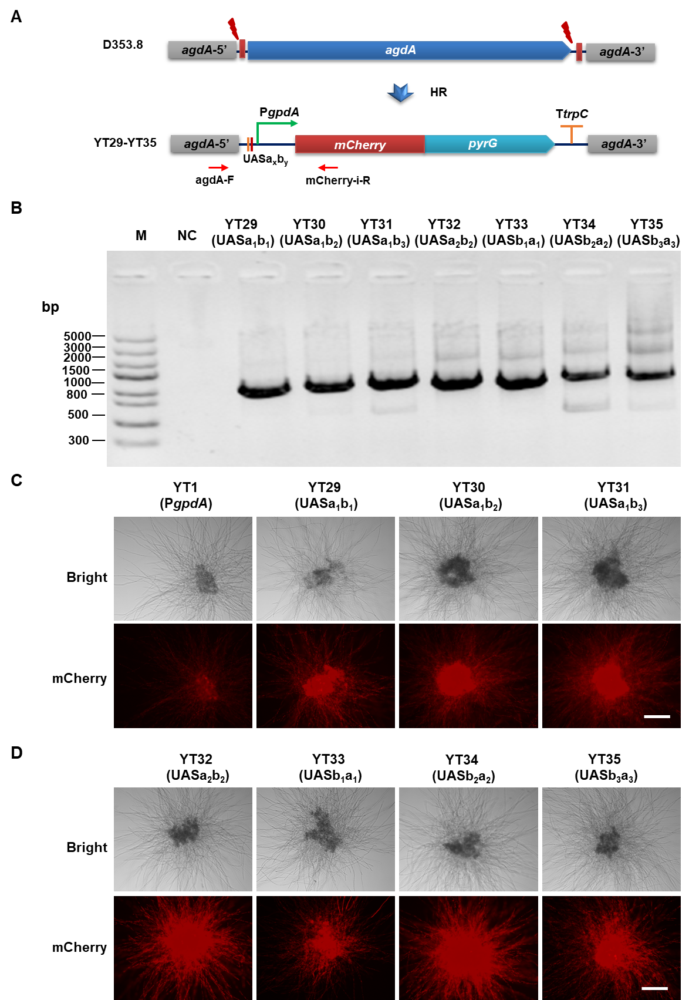 A
D353.8
agdA-5’
agdA
agdA-3’
HR
PgpdA
TtrpC
YT29-YT35
agdA-5’
mCherry
pyrG
agdA-3’
UASaxby
agdA-F
mCherry-i-R
B
M
NC
YT29
(UASa1b1)
YT30
(UASa1b2)
YT31
(UASa1b3)
YT32
(UASa2b2)
YT33
(UASb1a1)
YT34
(UASb2a2)
YT35
(UASb3a3)
bp
5000
3000
2000
1500
1000
800
500
300
C
YT1
(PgpdA)
YT29
(UASa1b1)
YT30
(UASa1b2)
YT31
(UASa1b3)
Bright
mCherry
D
YT32
(UASa2b2)
YT33
(UASb1a1)
YT34
(UASb2a2)
YT35
(UASb3a3)
Bright
mCherry